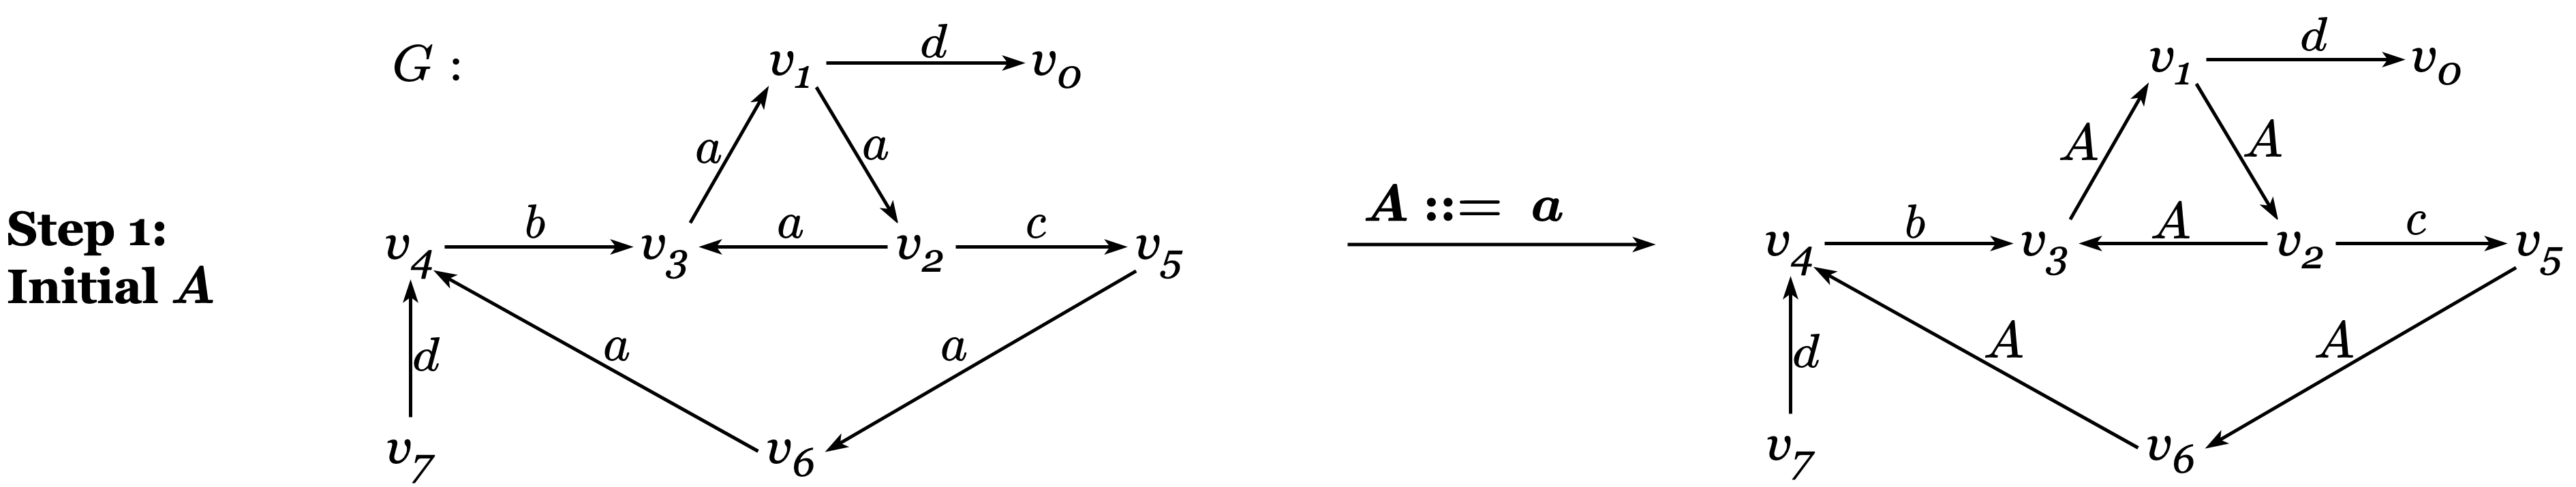 G :
v1
d
v0
a
a
Step 1:
Initial A
v4
b
v3
a
v2
c
v5
d
a
a
v7
v6
A ::= a
v1
d
v0
A
A
v4
b
v3
A
v2
c
v5
d
A
A
v7
v6